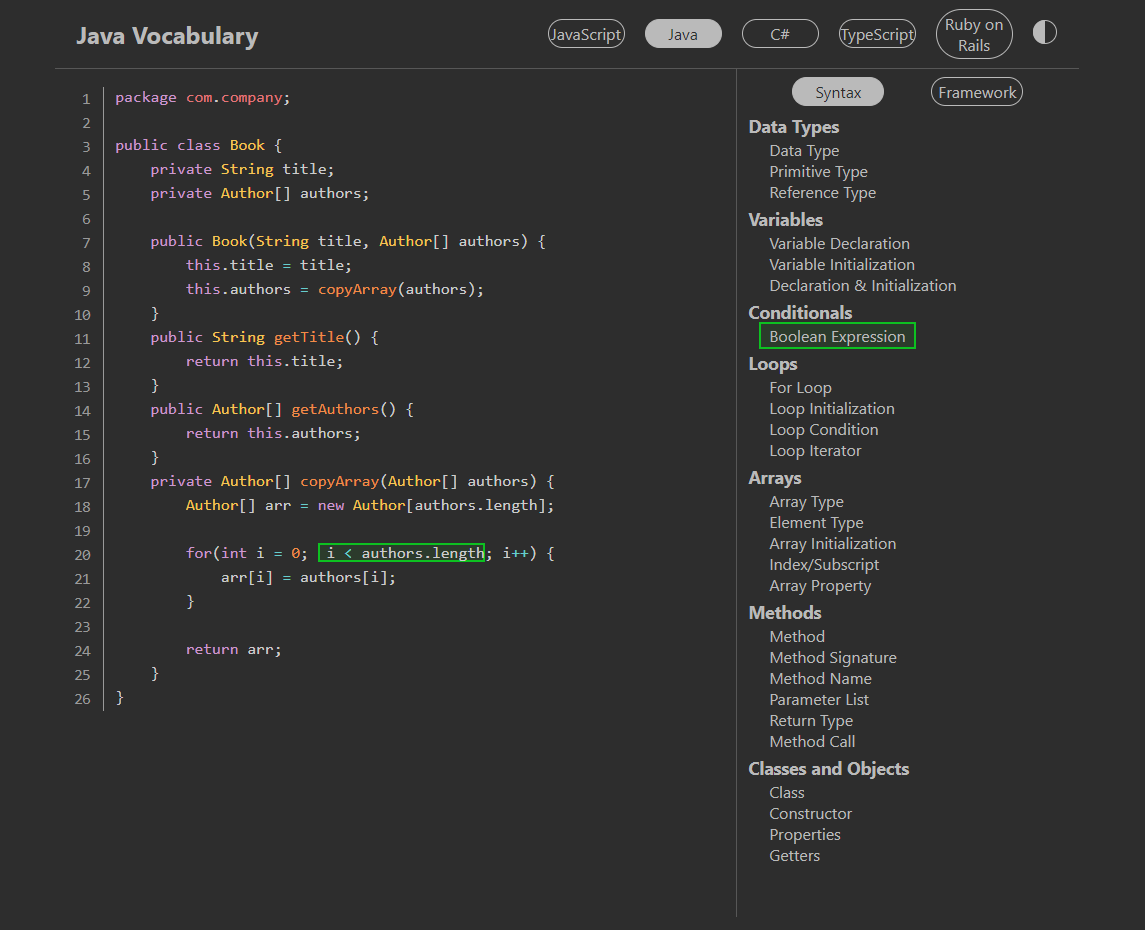 Java Vocabulary
JavaScript
Java
C#
TypeScript
Ruby on
Rails
1 package com.company;
2
3 public class Book {
4     private String title;
5     private Author[] authors;
6
7     public Book(String title, Author[] authors) {
8         this.title = title;
9         this.authors = copyArray(authors);
10     }
11     public String getTitle() {
12         return this.title;
13     }
14     public Author[] getAuthors() {
15         return this.authors;
16     }
17     private Author[] copyArray(Author[] authors) {
18         Author[] arr = new Author[authors.length];
19
20         for(int i = 0; i < authors.length; i++) {
21             arr[i] = authors[i];
22         }
23
24         return arr;
25     }
26 }
Syntax
Framework
Data Types
Data Type
Primitive Type
Reference Type
Variables
Variable Declaration
Variable Initialization
Declaration & Initialization
Conditionals
Boolean Expression
Loops
For Loop
Loop Initialization
Loop Condition
Loop Iterator
Arrays
Array Type
Element Type
Array Initialization
Index/Subscript
Array Property
Methods
Method
Method Signature
Method Name
Parameter List
Return Type
Method Call
Classes and Objects
Class
Constructor
Properties
Getters